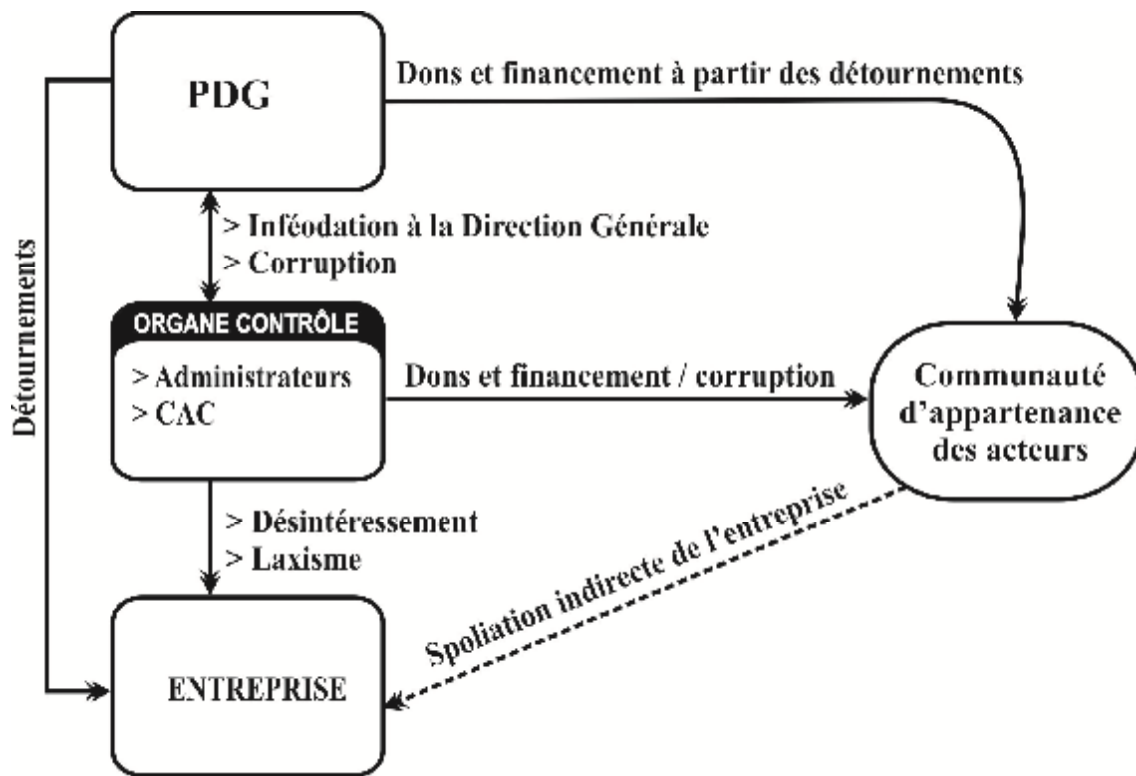 PDG
Dons et financement à partir des détournements
> Inféodation à la Direction Générale
> Corruption
Détournements
ORGANE CONTRÔLE
> Administrateurs
> CAC
Dons et financement / corruption
Communauté
d'appartenance
des acteurs
> Désintéressement
> Laxisme
Spoliation indirecte de l'entreprise
ENTREPRISE